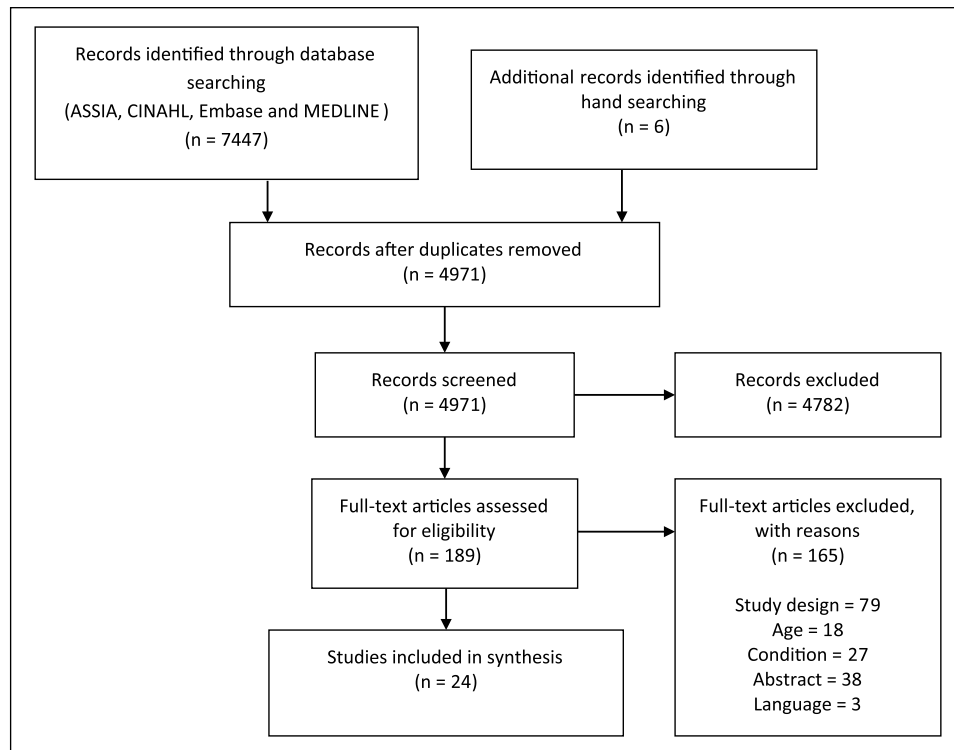 Records identified through database
searching
(ASSIA, CINAHL, Embase and MEDLINE )
(n = 7447)
Additional records identified through
hand searching
(n = 6)
Records after duplicates removed
(n = 4971)
Records screened
(n = 4971)
Records excluded
(n = 4782)
Full-text articles assessed
for eligibility
(n = 189)
Full-text articles excluded,
with reasons
(n = 165)
Study design = 79
Age = 18
Condition = 27
Abstract = 38
Language = 3
Studies included in synthesis
(n = 24)